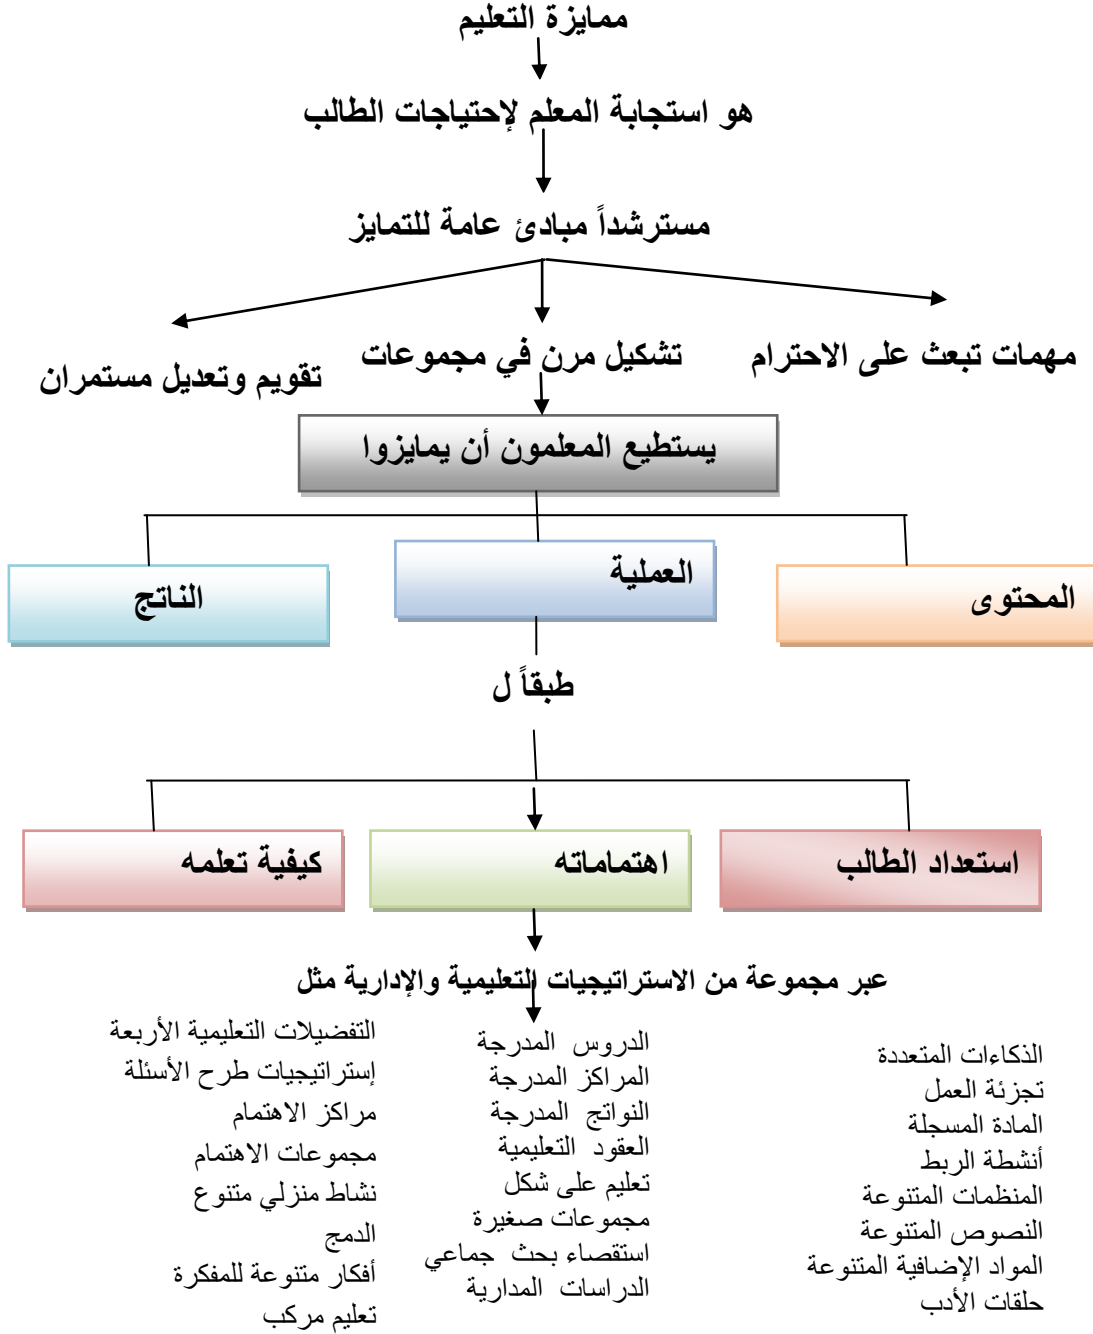 ممايزة التعليم
هو استجابة المعلم لإحتياجات الطالب
مسترشداً مبادئ عامة للتمايز
مهمات تبعث على الاحترام
تشكيل مرن في مجموعات
تقويم وتعديل مستمران
يستطيع المعلمون أن يمايزوا
المحتوى
العملية
الناتج
طبقاً ل
استعداد الطالب
اهتماماته
كيفية تعلمه
عبر مجموعة من الاستراتيجيات التعليمية والإدارية مثل
الذكاءات المتعددة
تجزئة العمل
المادة المسجلة
أنشطة الربط
المنظمات المتنوعة
النصوص المتنوعة
المواد الإضافية المتنوعة
حلقات الأدب
الدروس المدرجة
المراكز المدرجة
النواتج المدرجة
العقود التعليمية
تعليم على شكل
مجموعات صغيرة
استقصاء بحث جماعي
الدراسات المدارية
التفضيلات التعليمية الأربعة
إستراتيجيات طرح الأسئلة
مراكز الاهتمام
مجموعات الاهتمام
نشاط منزلي متنوع
الدمج
أفكار متنوعة للمفكرة
تعليم مركب